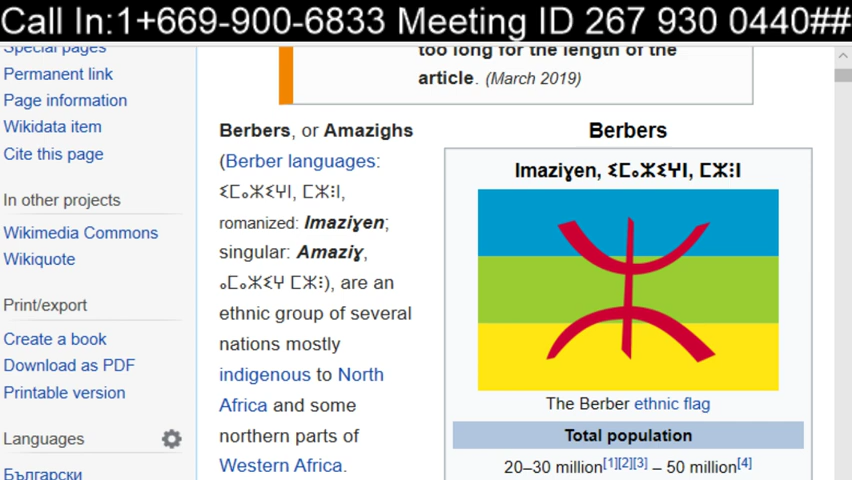 Call In:1+669-900-6833 Meeting ID 267 930 0440##
Special pages
Permanent link
Page information
Wikidata item
Cite this page
In other projects
Wikimedia Commons
Wikiquote
Print/export
Create a book
Download as PDF
Printable version
Languages
Български
too long for the length of the
article. (March 2019)
Berbers, or Amazighs
(Berber languages:
ⵉⵎⴰⵣⵉⵖⵏ, ⵎⵣⵗⵏ,
romanized: Imaziɣen;
singular: Amaziɣ,
ⴰⵎⴰⵣⵉⵖ ⵎⵣⵗ), are an
ethnic group of several
nations mostly
indigenous to North
Africa and some
northern parts of
Western Africa.
Berbers
Imaziɣen, ⵉⵎⴰⵣⵉⵖⵏ, ⵎⵣⵗⵏ
The Berber ethnic flag
Total population
20–30 million[1][2][3] – 50 million[4]